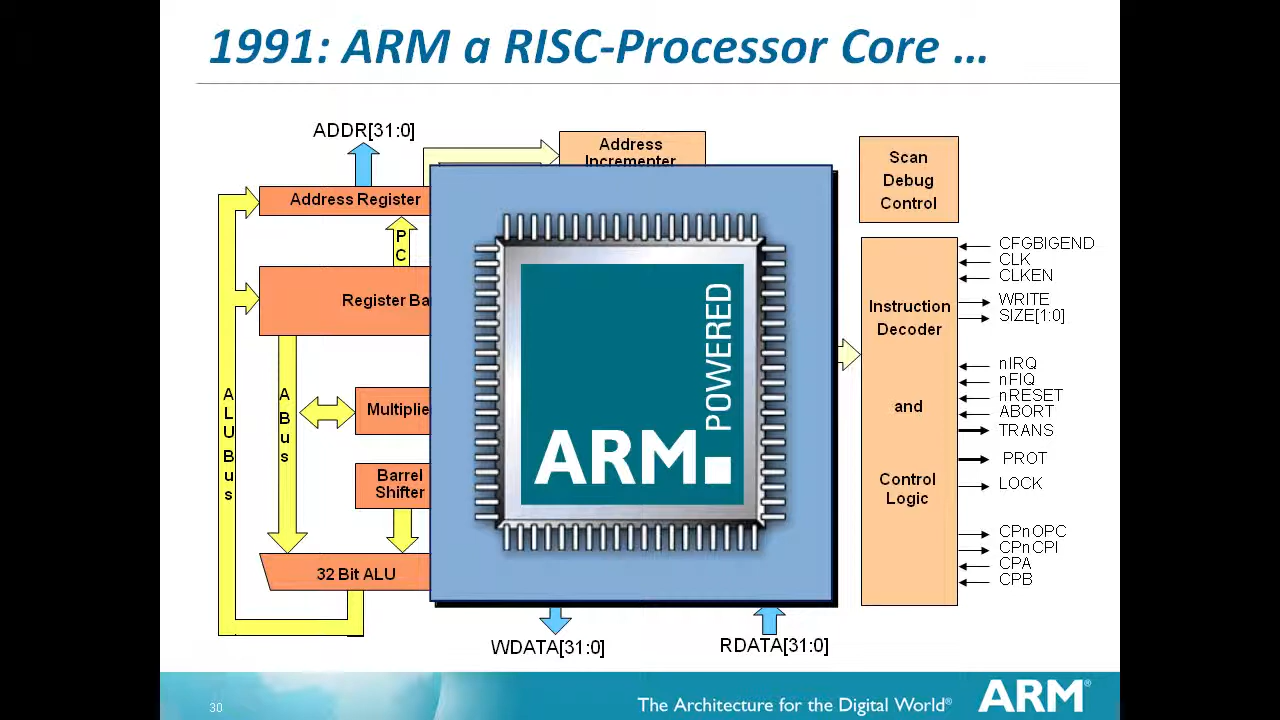 1991: ARM a RISC-Processor Core …
ADDR[31:0]
Address
Incrementer
Scan
Debug
Control
Address Register
P
C
Register Ba
A
L
U
B
u
s
A
B
u
s
Multiplie
Barrel
Shifter
32 Bit ALU
POWERED
ARM
Instruction
Decoder
and
Control
Logic
CFGBIGEND
CLK
CLKEN
WRITE
SIZE[1:0]
nIRQ
nFIQ
nRESET
ABORT
TRANS
PROT
LOCK
CPnOPC
CPnCPI
CPA
CPB
WDATA[31:0]
RDATA[31:0]
30
The Architecture for the Digital World®
ARM®